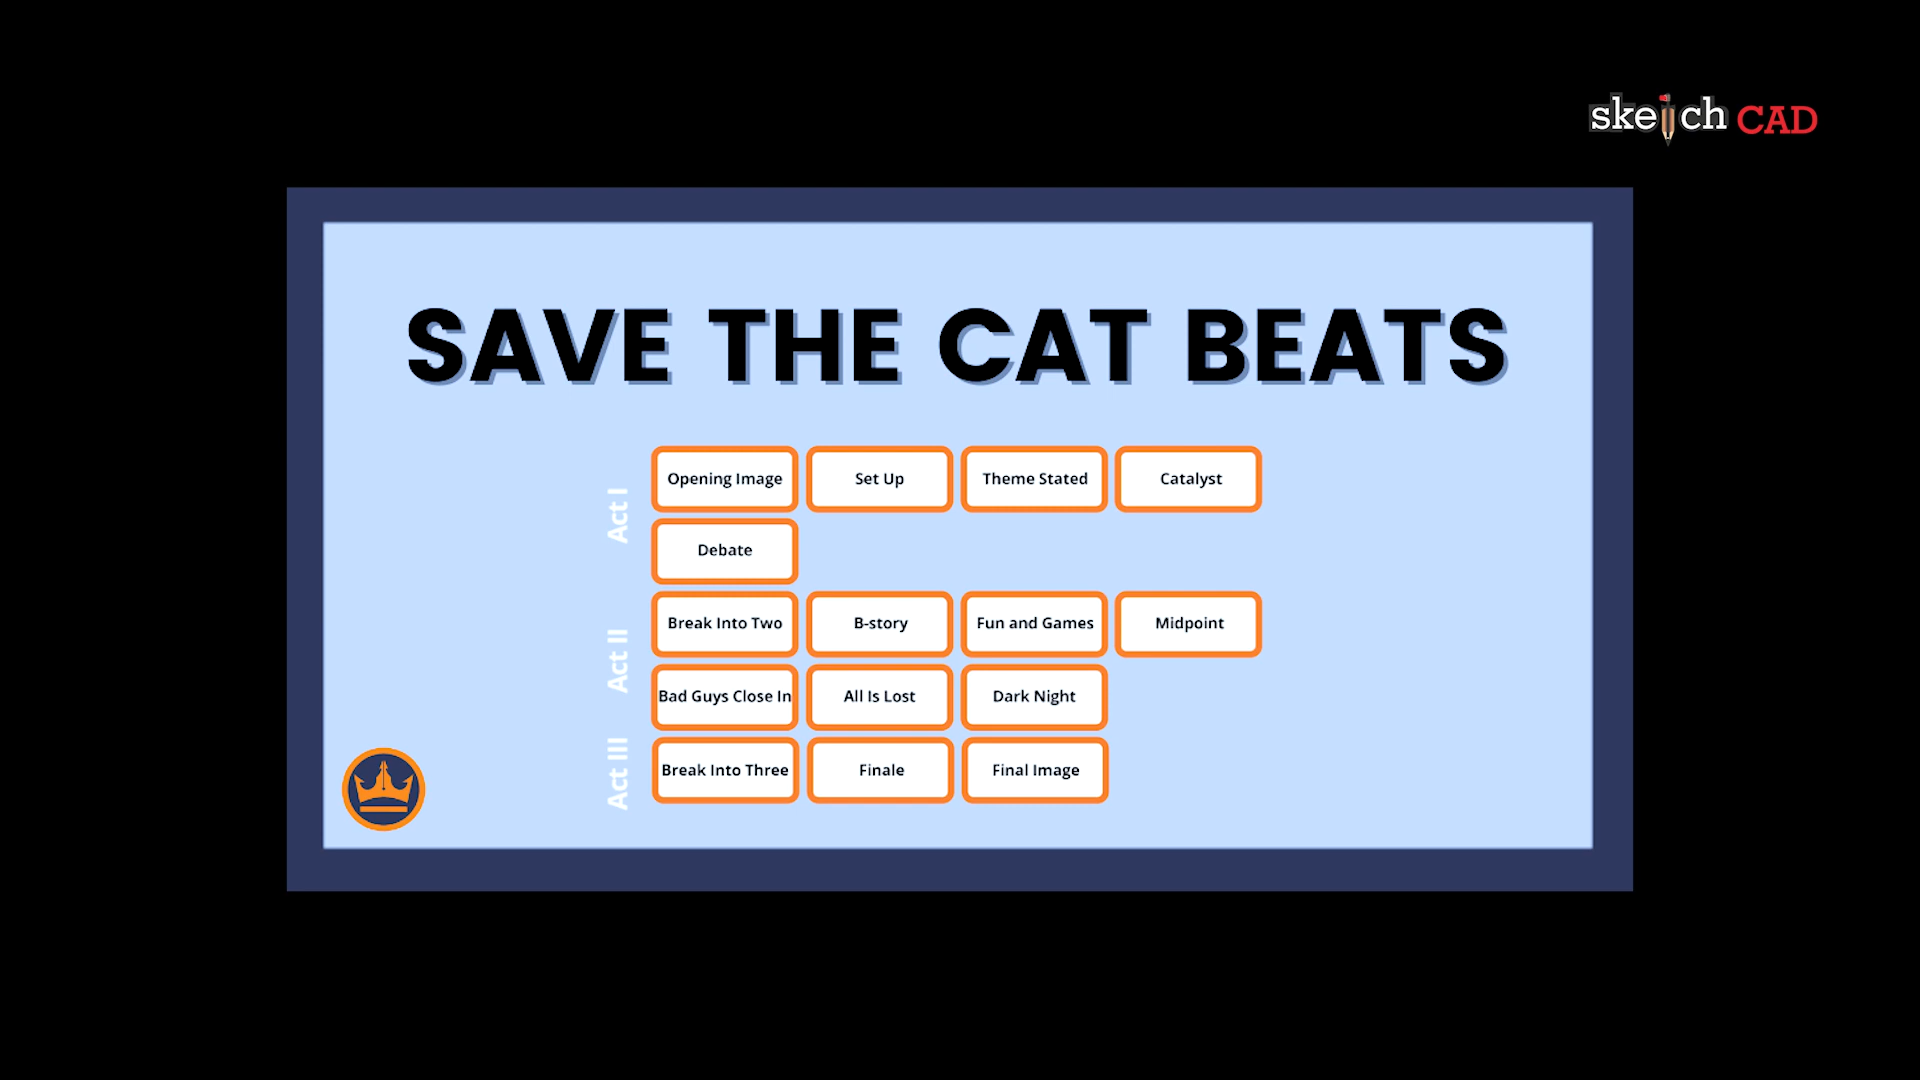 sketch CAD
SAVE THE CAT BEATS
Act I
Opening Image Set Up Theme Stated Catalyst
Debate
Act II
Break Into Two B-story Fun and Games Midpoint
Bad Guys Close In All Is Lost Dark Night
Act III
Break Into Three Finale Final Image